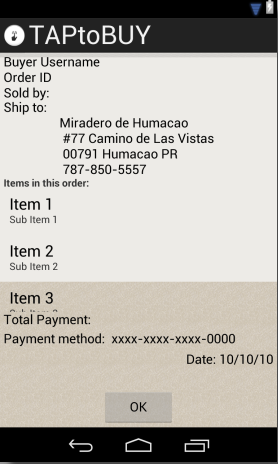 TAPtoBUY
Buyer Username
Order ID
Sold by:
Ship to:
Miradero de Humacao
#77 Camino de Las Vistas
00791 Humacao PR
787-850-5557
Items in this order:
Item 1
Sub Item 1
Item 2
Sub Item 2
Item 3
Total Payment:
Payment method: xxxx-xxxx-xxxx-0000
Date: 10/10/10
OK